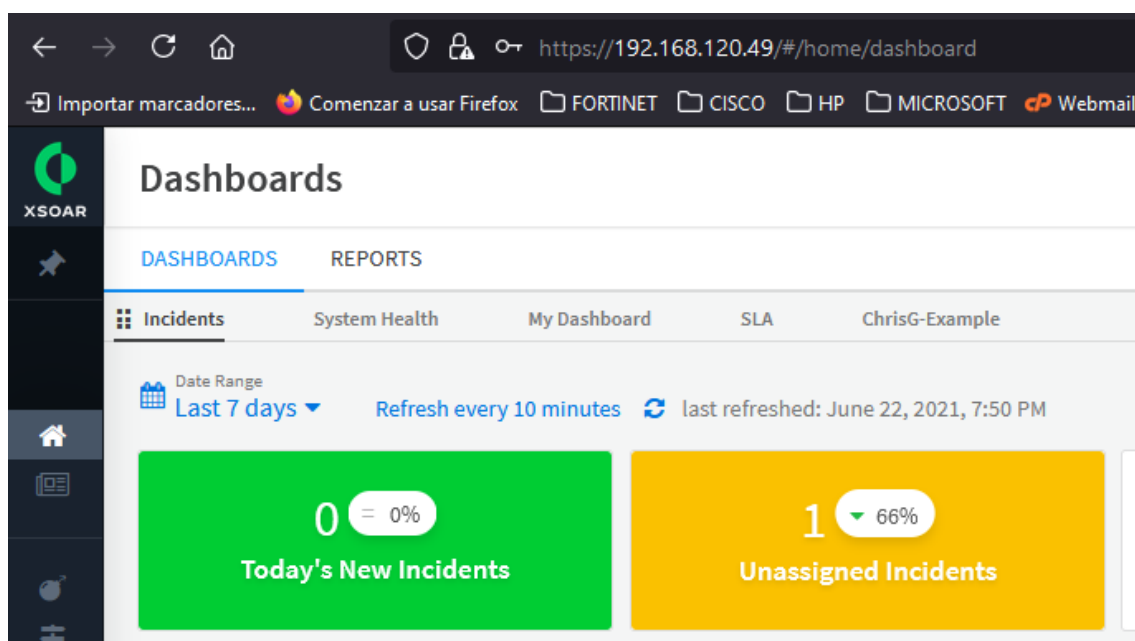 https://192.168.120.49/#/home/dashboard
Importar marcadores... Comenzar a usar Firefox FORTINET CISCO HP MICROSOFT cP Webmail
XSOAR
Dashboards
DASHBOARDS REPORTS
Incidents System Health My Dashboard SLA ChrisG-Example
Date Range
Last 7 days Refresh every 10 minutes last refreshed: June 22, 2021, 7:50 PM
0 = 0%
Today's New Incidents
1 66%
Unassigned Incidents